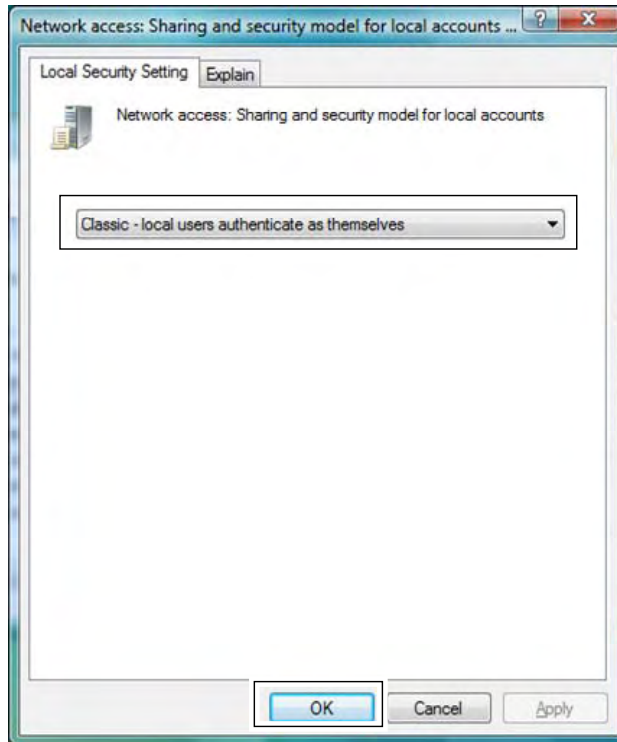 Network access: Sharing and security model for local accounts ...
Local Security Setting
Explain
Network access: Sharing and security model for local accounts
Classic - local users authenticate as themselves
OK
Cancel
Apply